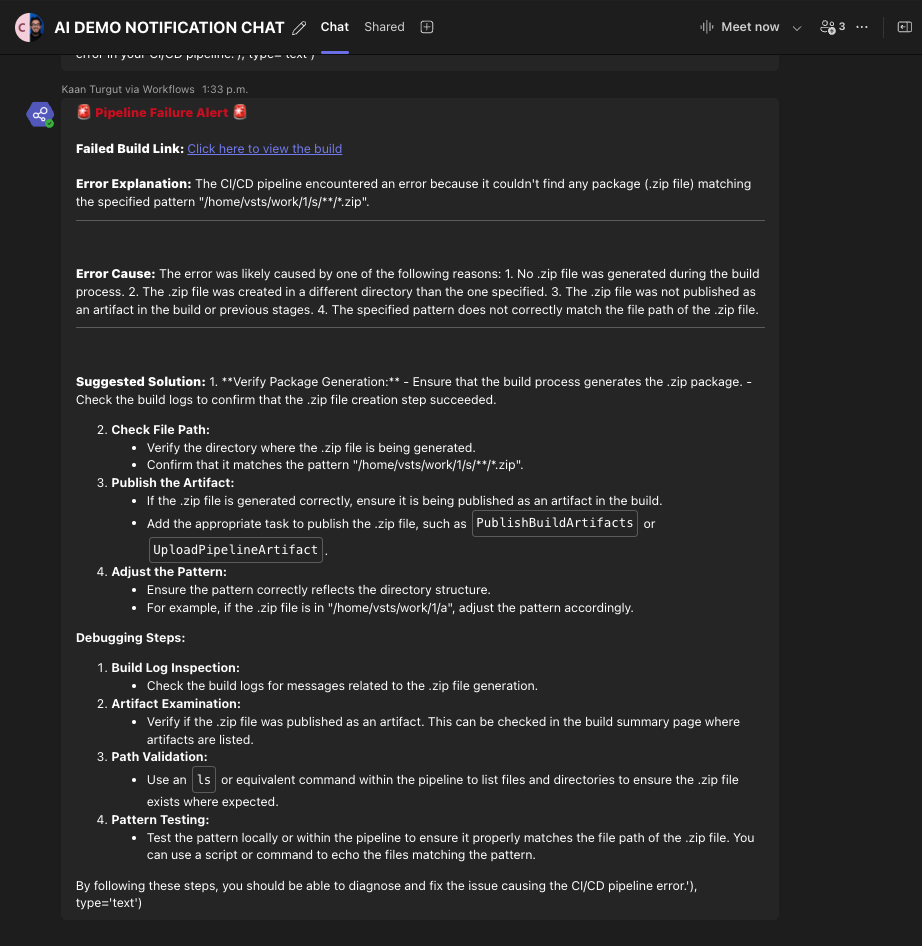 C
AI DEMO NOTIFICATION CHAT
Chat
Shared
Meet now
3
error in your CI/CD pipeline.'), type='text')
Kaan Turgut via Workflows 1:33 p.m.
🚨 Pipeline Failure Alert 🚨
Failed Build Link: Click here to view the build
Error Explanation: The CI/CD pipeline encountered an error because it couldn't find any package (.zip file) matching
the specified pattern "/home/vsts/work/1/s/**/*.zip".
Error Cause: The error was likely caused by one of the following reasons: 1. No .zip file was generated during the build
process. 2. The .zip file was created in a different directory than the one specified. 3. The .zip file was not published as
an artifact in the build or previous stages. 4. The specified pattern does not correctly match the file path of the .zip file.
Suggested Solution: 1. **Verify Package Generation:** - Ensure that the build process generates the .zip package. -
Check the build logs to confirm that the .zip file creation step succeeded.
2. Check File Path:
• Verify the directory where the .zip file is being generated.
• Confirm that it matches the pattern "/home/vsts/work/1/s/**/*.zip".
3. Publish the Artifact:
• If the .zip file is generated correctly, ensure it is being published as an artifact in the build.
• Add the appropriate task to publish the .zip file, such as PublishBuildArtifacts or
UploadPipelineArtifact.
4. Adjust the Pattern:
• Ensure the pattern correctly reflects the directory structure.
• For example, if the .zip file is in "/home/vsts/work/1/a", adjust the pattern accordingly.
Debugging Steps:
1. Build Log Inspection:
• Check the build logs for messages related to the .zip file generation.
2. Artifact Examination:
• Verify if the .zip file was published as an artifact. This can be checked in the build summary page where
artifacts are listed.
3. Path Validation:
• Use an ls or equivalent command within the pipeline to list files and directories to ensure the .zip file
exists where expected.
4. Pattern Testing:
• Test the pattern locally or within the pipeline to ensure it properly matches the file path of the .zip file. You
can use a script or command to echo the files matching the pattern.
By following these steps, you should be able to diagnose and fix the issue causing the CI/CD pipeline error.'),
type='text')